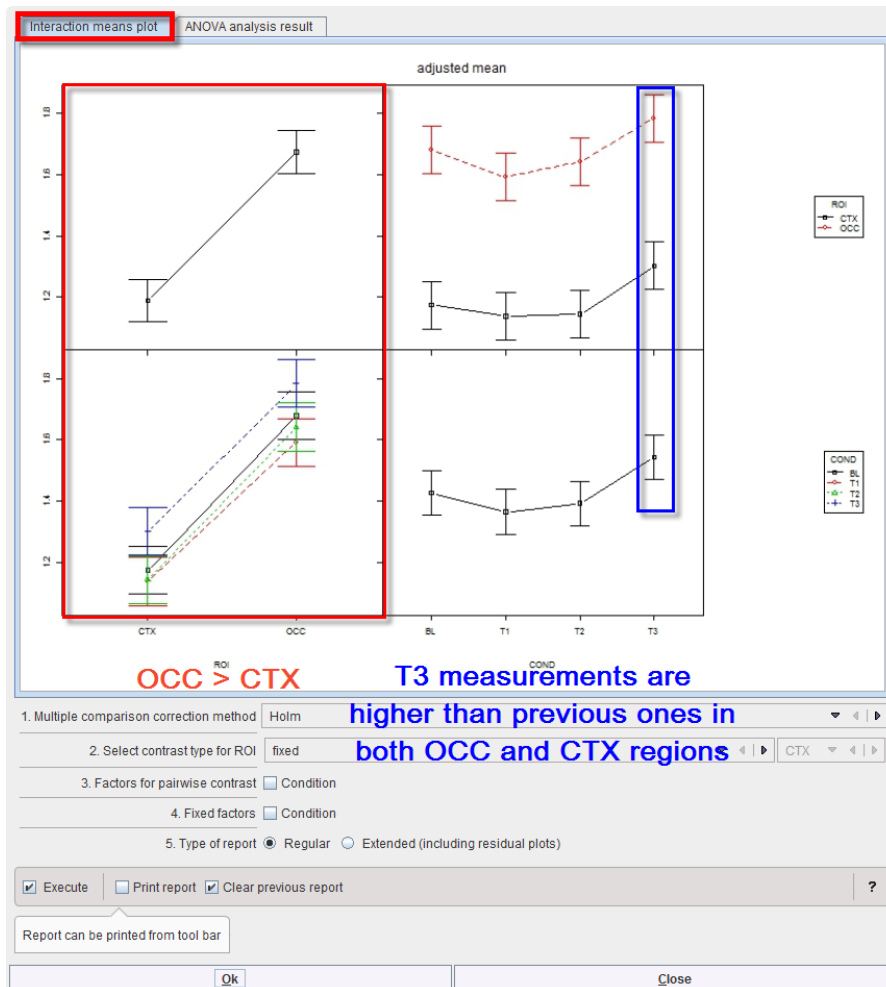 Interaction means plot
ANOVA analysis result
adjusted mean
1.8
1.6
1.4
1.2
ROI
CTX
OCC
1.8
1.6
1.4
1.2
COND
BL
T1
T2
T3
CTX
OCC
BL
T1
T2
T3
ROI
COND
OCC > CTX
T3 measurements are
higher than previous ones in
both OCC and CTX regions
1. Multiple comparison correction method
Holm
2. Select contrast type for ROI
fixed
CTX
3. Factors for pairwise contrast
Condition
4. Fixed factors
Condition
5. Type of report
Regular
Extended (including residual plots)
Execute
Print report
Clear previous report
?
Report can be printed from tool bar
Ok
Close